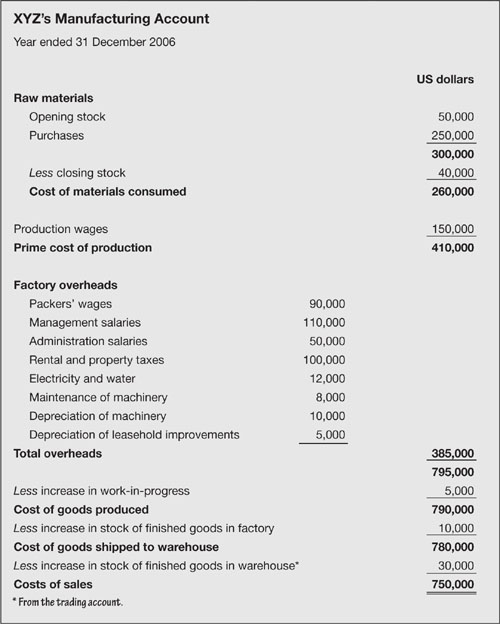 XYZ's Manufacturing Account
Year ended 31 December 2006
US dollars
Raw materials
Opening stock 50,000
Purchases 250,000
300,000
Less closing stock 40,000
Cost of materials consumed 260,000
Production wages 150,000
Prime cost of production 410,000
Factory overheads
Packers' wages 90,000
Management salaries 110,000
Administration salaries 50,000
Rental and property taxes 100,000
Electricity and water 12,000
Maintenance of machinery 8,000
Depreciation of machinery 10,000
Depreciation of leasehold improvements 5,000
Total overheads 385,000
795,000
Less increase in work-in-progress 5,000
Cost of goods produced 790,000
Less increase in stock of finished goods in factory 10,000
Cost of goods shipped to warehouse 780,000
Less increase in stock of finished goods in warehouse* 30,000
Costs of sales 750,000
* From the trading account.